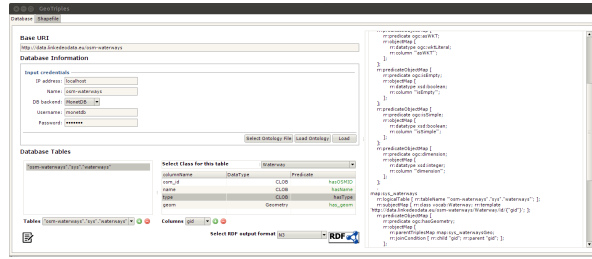 GeoTriples
Database Shapefile
Base URI
http://data.linkedeodata.eu/osm-waterways
Database Information
Input credentials
IP address: localhost
Name: osm-waterways
DB backend: MonetDB
Username: monetdb
Password: •••••••
Select Ontology File Load Ontology Load
Database Tables
"osm-waterways"."sys"."waterways"
Select Class for this table Waterway
columnName DataType Predicate
osm_id CLOB hasOSMID
name CLOB hasName
type CLOB hasType
geom Geometry has_geom
Tables "osm-waterways"."sys"."waterways"
Columns gid
Select RDF output format N3 RDF
rr:predicate ogc:asWKT;
rr:objectMap [
rr:datatype ogc:wktLiteral;
rr:column "asWKT";
];
];
rr:predicateObjectMap [
rr:predicate ogc:isEmpty;
rr:objectMap [
rr:datatype xsd:boolean;
rr:column "isEmpty";
];
];
rr:predicateObjectMap [
rr:predicate ogc:isSimple;
rr:objectMap [
rr:datatype xsd:boolean;
rr:column "isSimple";
];
];
rr:predicateObjectMap [
rr:predicate ogc:dimension;
rr:objectMap [
rr:datatype xsd:integer;
rr:column "dimension";
];
];
map:sys_waterways
rr:logicalTable [ rr:tableName "osm-waterways"."sys"."waterways"; ];
rr:subjectMap [ rr:class vocab:Waterway; rr:template
'http://data.linkedeodata.eu/osm-waterways/Waterway/id/{"gid"}'; ];
rr:predicateObjectMap [
rr:predicate ogc:hasGeometry;
rr:objectMap [
rr:parentTriplesMap map:sys_waterwaysGeo;
rr:joinCondition [ rr:child "gid"; rr:parent "gid"; ];
];